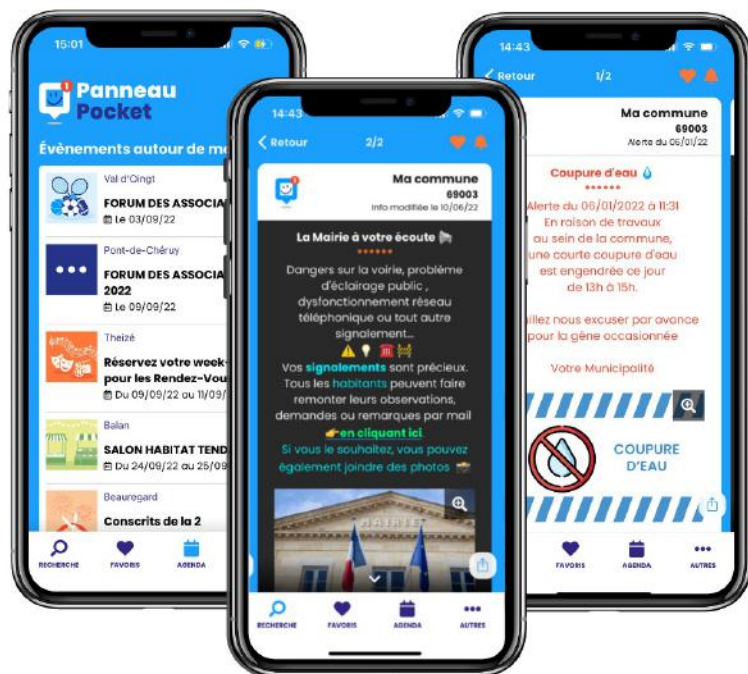 15:01
Panneau
Pocket
Évènements autour de mo
Val d'Oingt
FORUM DES ASSOCIA
Le 03/09/22
Pont-de-Chéruy
FORUM DES ASSOCIA
2022
Le 09/09/22
Theizé
Réservez votre week-
pour les Rendez-Vou
Du 09/09/22 au 11/09/
Balan
SALON HABITAT TEND
Du 24/09/22 au 25/09
Beauregard
Conscrits de la 2
RECHERCHE
FAVORIS
AGENDA
14:43
Retour
2/2
Ma commune
69003
Info modifiée le 10/06/22
La Mairie à votre écoute
Dangers sur la voirie, problème
d'éclairage public ,
dysfonctionnement réseau
téléphonique ou tout autre
signalement...
Vos signalements sont précieux.
Tous les habitants peuvent faire
remonter leurs observations,
demandes ou remarques par mail
👉en cliquant ici.
Si vous le souhaitez, vous pouvez
également joindre des photos
MAIRIE
RECHERCHE
FAVORIS
AGENDA
AUTRES
14:43
Retour
1/2
Ma commune
69003
Alerte du 06/01/22
Coupure d'eau 💧
Alerte du 06/01/2022 à 11:31
En raison de travaux
au sein de la commune,
une courte coupure d'eau
est engendrée ce jour
de 13h à 15h.
illez nous excuser par avance
pour la gêne occasionnée
Votre Municipalité
COUPURE
D'EAU
FAVORIS
AGENDA
AUTRES